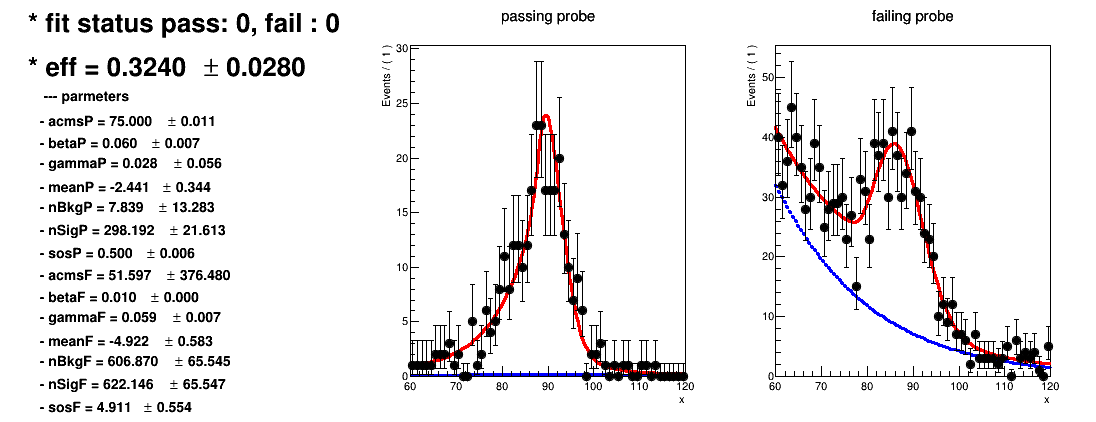 * fit status pass: 0, fail : 0
* eff = 0.3240 ± 0.0280
--- parmeters
- acmsP = 75.000 ± 0.011
- betaP = 0.060 ± 0.007
- gammaP = 0.028 ± 0.056
- meanP = -2.441 ± 0.344
- nBkgP = 7.839 ± 13.283
- nSigP = 298.192 ± 21.613
- sosP = 0.500 ± 0.006
- acmsF = 51.597 ± 376.480
- betaF = 0.010 ± 0.000
- gammaF = 0.059 ± 0.007
- meanF = -4.922 ± 0.583
- nBkgF = 606.870 ± 65.545
- nSigF = 622.146 ± 65.547
- sosF = 4.911 ± 0.554
passing probe
Events / ( 1 )
30
25
20
15
10
5
0
60 70 80 90 100 110 120
x
failing probe
Events / ( 1 )
50
40
30
20
10
0
60 70 80 90 100 110 120
x